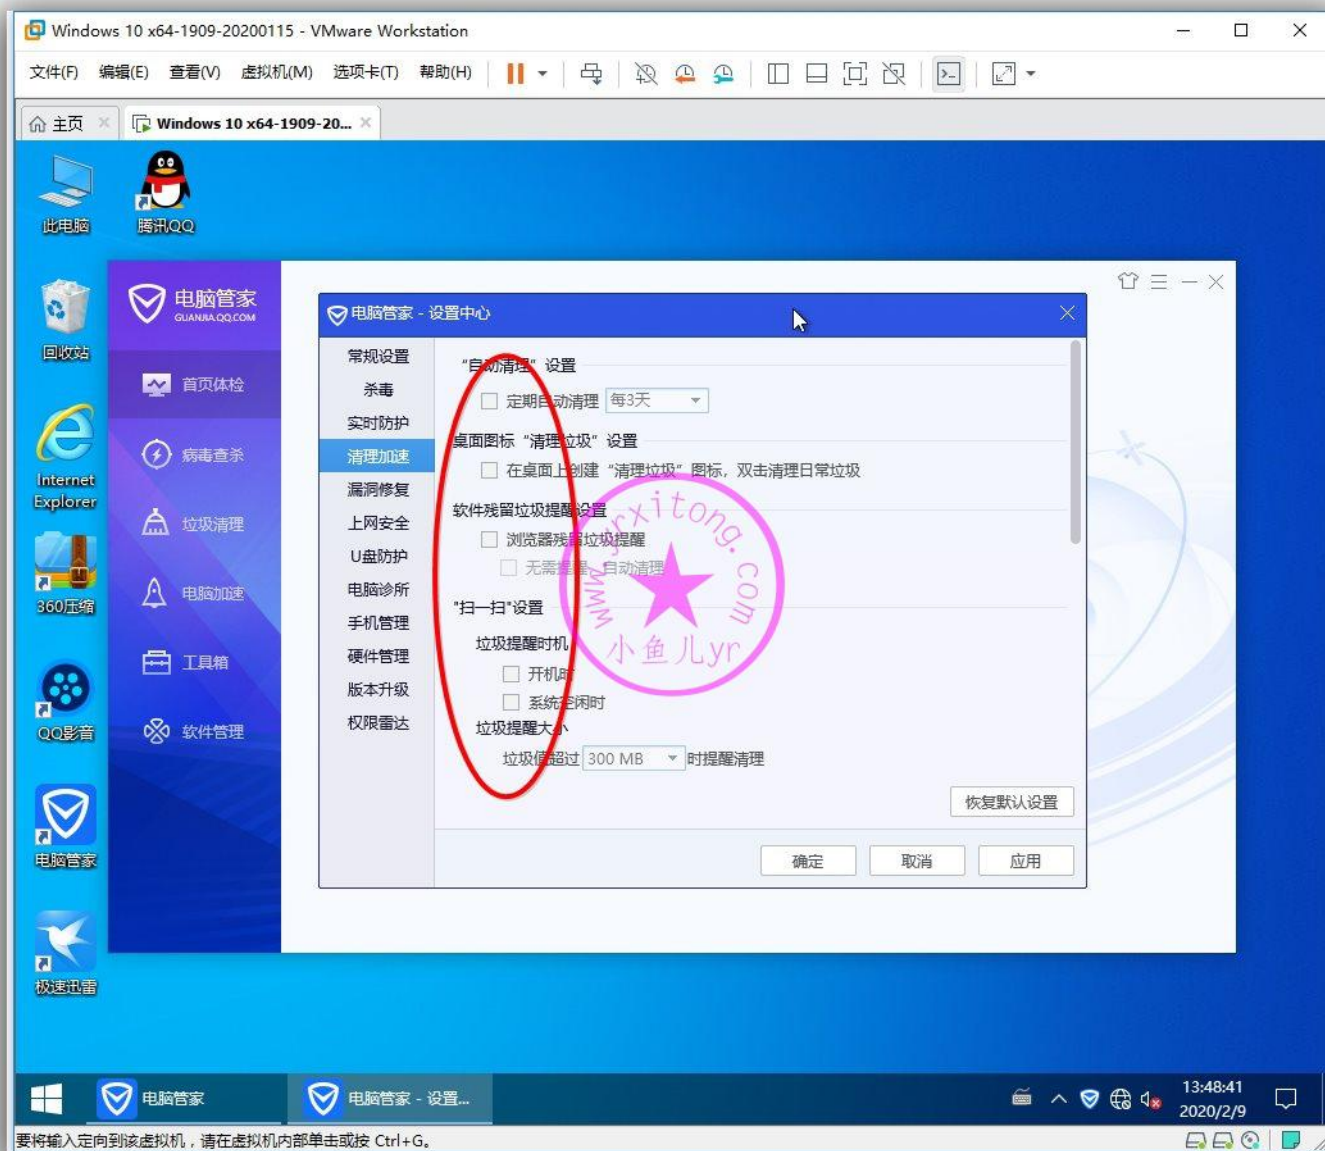 Windows 10 x64-1909-20200115 - VMware Workstation
文件(F) 编辑(E) 查看(V) 虚拟机(M) 选项卡(T) 帮助(H)
主页 Windows 10 x64-1909-20...
此电脑
腾讯QQ
回收站
Internet Explorer
360压缩
QQ影音
电脑管家
极速迅雷
电脑管家
GUANJIA.QQ.COM
首页体检
病毒查杀
垃圾清理
电脑加速
工具箱
软件管理
电脑管家 - 设置中心
常规设置
杀毒
实时防护
清理加速
漏洞修复
上网安全
U盘防护
电脑诊所
手机管理
硬件管理
版本升级
权限雷达
“自动清理” 设置
定期自动清理 每3天
桌面图标 “清理垃圾” 设置
在桌面上创建 “清理垃圾” 图标, 双击清理日常垃圾
软件残留垃圾提醒设置
浏览器残留垃圾提醒
无需提醒, 自动清理
"扫一扫"设置
垃圾提醒时机
开机时
系统空闲时
垃圾提醒大小
垃圾值超过 300 MB 时提醒清理
恢复默认设置
确定 取消 应用
www.yrxitong.com
小鱼儿yr
电脑管家
电脑管家 - 设置...
13:48:41
2020/2/9
要将输入定向到该虚拟机，请在虚拟机内部单击或按 Ctrl+G。